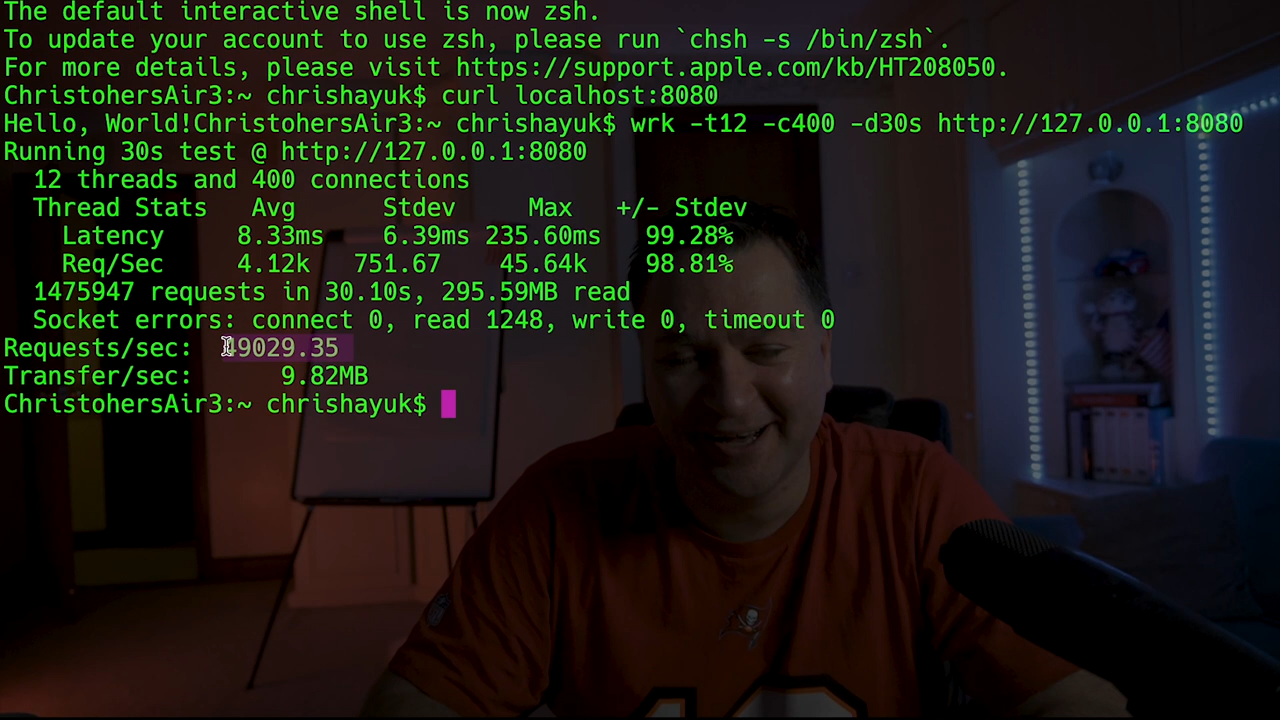 The default interactive shell is now zsh.
To update your account to use zsh, please run `chsh -s /bin/zsh`.
For more details, please visit https://support.apple.com/kb/HT208050.
ChristohersAir3:~ chrishayuk$ curl localhost:8080
Hello, World!ChristohersAir3:~ chrishayuk$ wrk -t12 -c400 -d30s http://127.0.0.1:8080
Running 30s test @ http://127.0.0.1:8080
  12 threads and 400 connections
  Thread Stats   Avg      Stdev     Max   +/- Stdev
    Latency     8.33ms    6.39ms 235.60ms   99.28%
    Req/Sec     4.12k   751.67    45.64k    98.81%
  1475947 requests in 30.10s, 295.59MB read
  Socket errors: connect 0, read 1248, write 0, timeout 0
Requests/sec:  49029.35
Transfer/sec:      9.82MB
ChristohersAir3:~ chrishayuk$